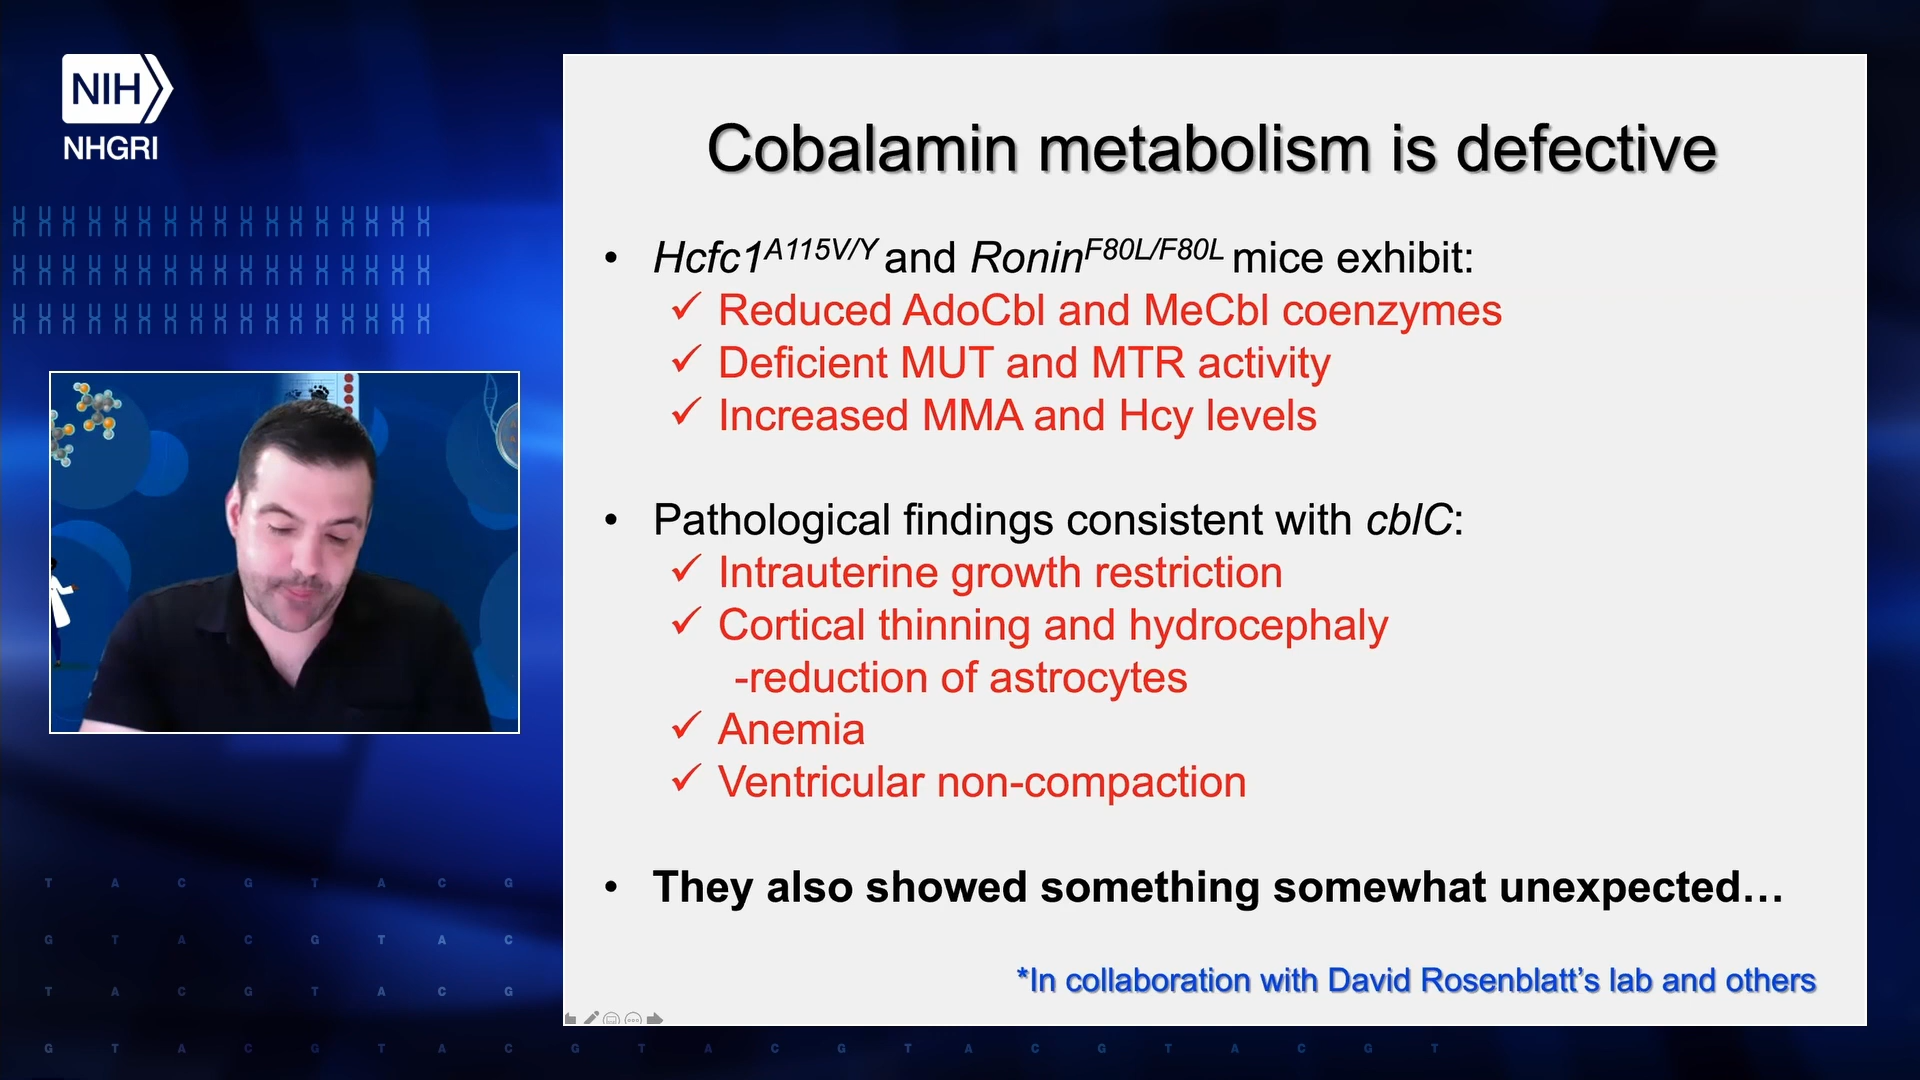 NIH
NHGRI
Cobalamin metabolism is defective
• Hcfc1A115V/Y and RoninF80L/F80L mice exhibit:
✓ Reduced AdoCbl and MeCbl coenzymes
✓ Deficient MUT and MTR activity
✓ Increased MMA and Hcy levels
• Pathological findings consistent with cblC:
✓ Intrauterine growth restriction
✓ Cortical thinning and hydrocephaly
-reduction of astrocytes
✓ Anemia
✓ Ventricular non-compaction
• They also showed something somewhat unexpected…
*In collaboration with David Rosenblatt’s lab and others
T A C G T A C G
G T A C G T A C
T A C G T A C G
G T A C G T A C G T A C G T A C G T A C G T